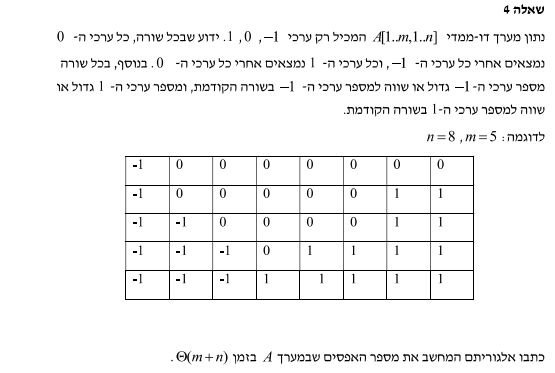 שאלה 4
נתון מערך דו-ממדי A[1..m,1..n] המכיל רק ערכי -1, 0, 1. ידוע שבכל שורה, כל ערכי ה- 0
נמצאים אחרי כל ערכי ה- -1, וכל ערכי ה- 1 נמצאים אחרי כל ערכי ה- 0. בנוסף, בכל שורה
מספר ערכי ה- -1 גדול או שווה למספר ערכי ה- -1 בשורה הקודמת, ומספר ערכי ה- 1 גדול או
שווה למספר ערכי ה-1 בשורה הקודמת.
לדוגמה: n = 8, m = 5
-1 0 0 0 0 0 0 0
-1 0 0 0 0 0 1 1
-1 -1 0 0 0 0 1 1
-1 -1 -1 0 1 1 1 1
-1 -1 -1 1 1 1 1 1
כתבו אלגוריתם המחשב את מספר האפסים שבמערך A בזמן Θ(m+n).